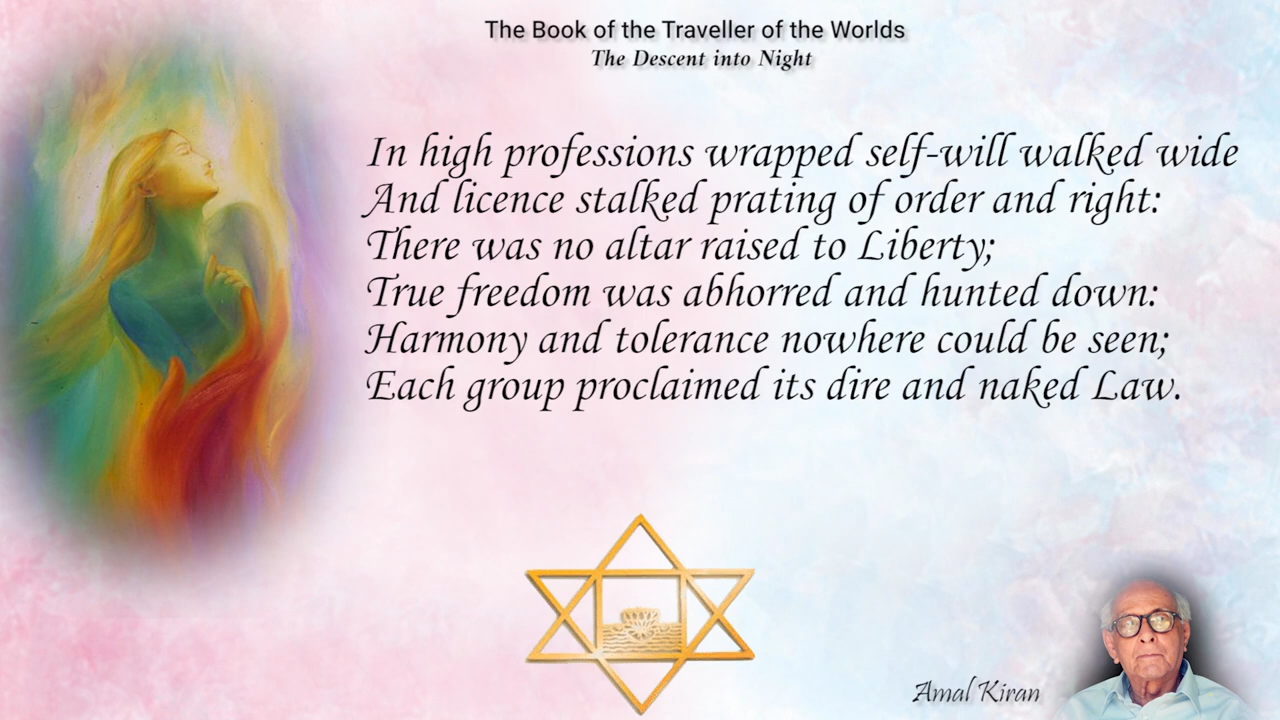 The Book of the Traveller of the Worlds
The Descent into Night
In high professions wrapped self-will walked wide
And licence stalked prating of order and right:
There was no altar raised to Liberty;
True freedom was abhorred and hunted down:
Harmony and tolerance nowhere could be seen;
Each group proclaimed its dire and naked Law.
Amal Kiran